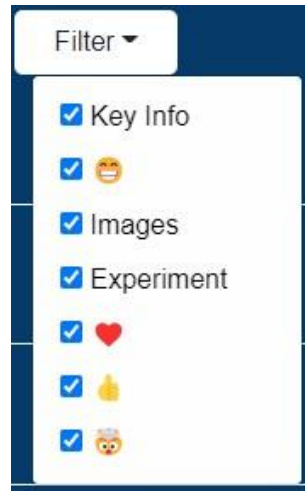 Filter
Key Info
😁
Images
Experiment
❤️
👍
🤯